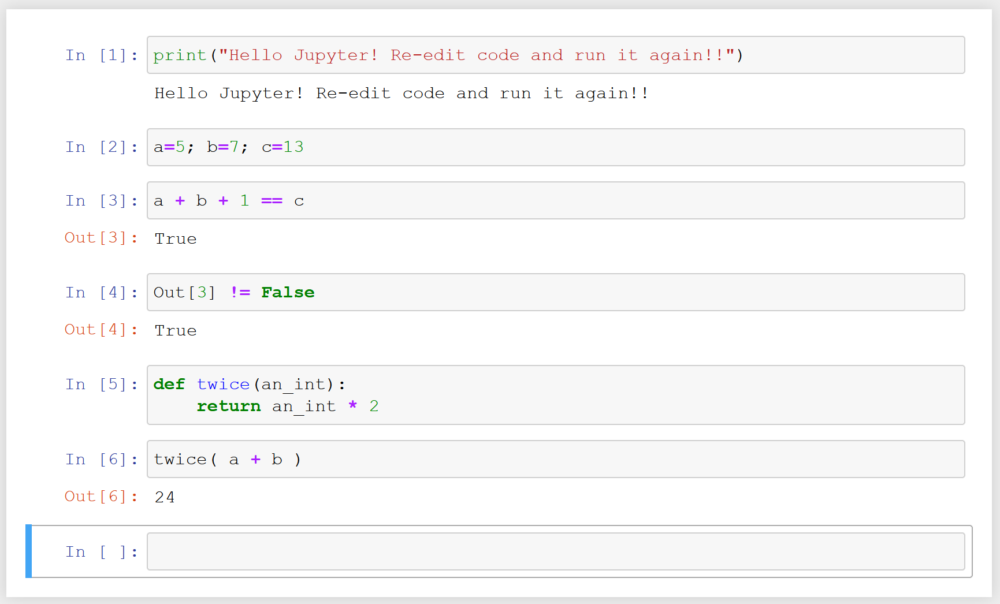 In [1]: print("Hello Jupyter! Re-edit code and run it again!!")
Hello Jupyter! Re-edit code and run it again!!
In [2]: a=5; b=7; c=13
In [3]: a + b + 1 == c
Out[3]: True
In [4]: Out[3] != False
Out[4]: True
In [5]: def twice(an_int):
    return an_int * 2
In [6]: twice( a + b )
Out[6]: 24
In [ ]: